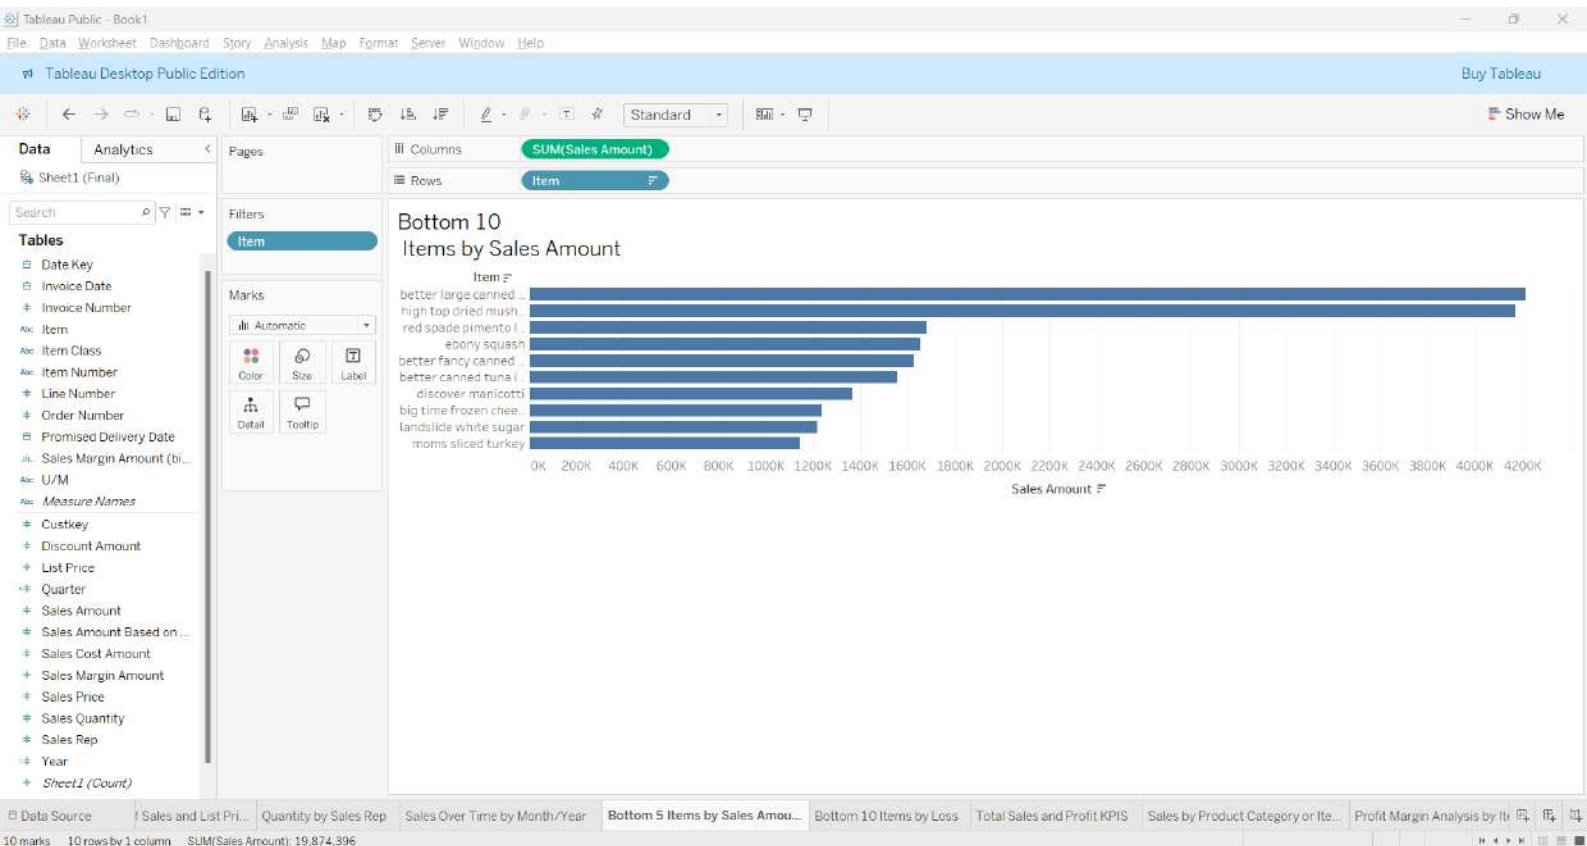 Tableau Public - Book1
File Data Worksheet Dashboard Story Analysis Map Format Server Window Help
Tableau Desktop Public Edition Buy Tableau
Standard Show Me
Data Analytics
Sheet1 (Final)
Search
Tables
Date Key
Invoice Date
Invoice Number
Abc Item
Abc Item Class
Abc Item Number
Line Number
Order Number
Promised Delivery Date
Sales Margin Amount (bi...
Abc U/M
Abc Measure Names
Custkey
Discount Amount
List Price
Quarter
Sales Amount
Sales Amount Based on ...
Sales Cost Amount
Sales Margin Amount
Sales Price
Sales Quantity
Sales Rep
Year
Sheet1 (Count)
Pages
Filters
Item
Marks
Automatic
Color Size Label
Detail Tooltip
Columns SUM(Sales Amount)
Rows Item
Bottom 10
Items by Sales Amount
Item
better large canned ...
high top dried mush...
red spade pimento l...
ebony squash
better fancy canned ...
better canned tuna i...
discover manicotti
big time frozen chee...
landslide white sugar
moms sliced turkey
0K 200K 400K 600K 800K 1000K 1200K 1400K 1600K 1800K 2000K 2200K 2400K 2600K 2800K 3000K 3200K 3400K 3600K 3800K 4000K 4200K
Sales Amount
Data Source f Sales and List Pri... Quantity by Sales Rep Sales Over Time by Month/Year Bottom 5 Items by Sales Amou... Bottom 10 Items by Loss Total Sales and Profit KPIS Sales by Product Category or Ite... Profit Margin Analysis by It
10 marks 10 rows by 1 column SUM(Sales Amount): 19,874,396